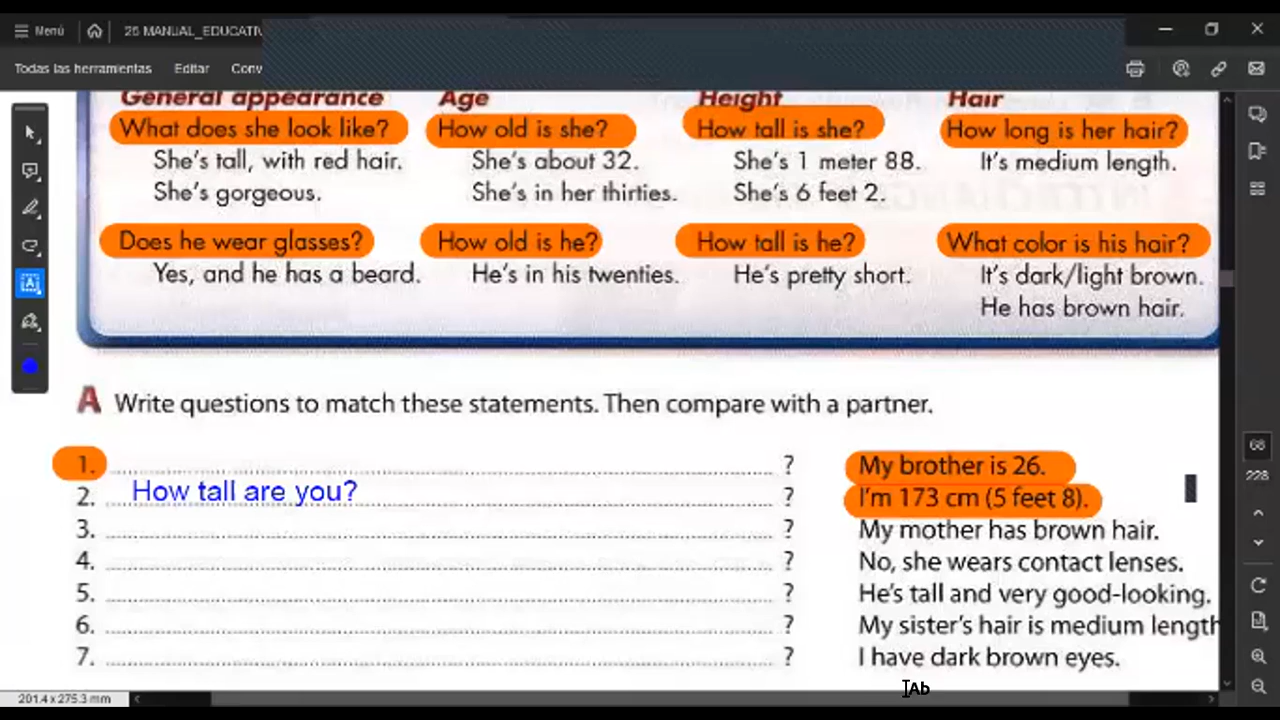 Menú 26 MANUAL_EDUCATIV
Todas las herramientas Editar Conv
General appearance Age Height Hair
What does she look like? How old is she? How tall is she? How long is her hair?
She's tall, with red hair. She's about 32. She's 1 meter 88. It's medium length.
She's gorgeous. She's in her thirties. She's 6 feet 2.
Does he wear glasses? How old is he? How tall is he? What color is his hair?
Yes, and he has a beard. He's in his twenties. He's pretty short. It's dark/light brown.
He has brown hair.
A Write questions to match these statements. Then compare with a partner.
1. ? My brother is 26.
2. How tall are you? ? I'm 173 cm (5 feet 8).
3. ? My mother has brown hair.
4. ? No, she wears contact lenses.
5. ? He's tall and very good-looking.
6. ? My sister's hair is medium length
7. ? I have dark brown eyes.
68
228
201.4 x 275.3 mm
Ab